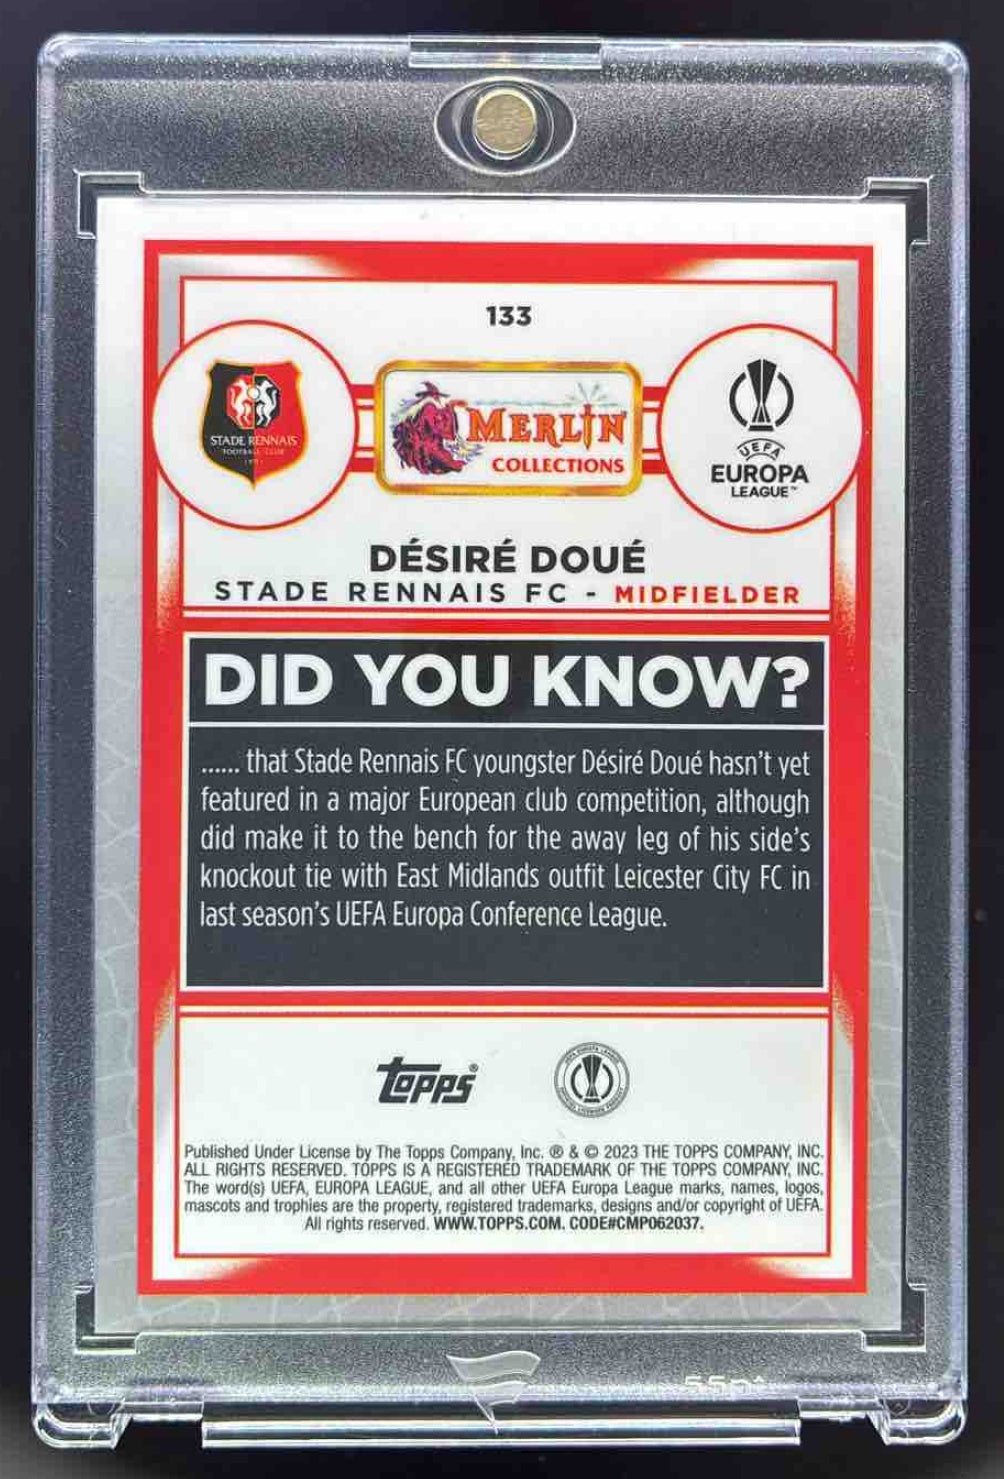 133
STADE RENNAIS
FOOTBALL CLUB
MERLIN
COLLECTIONS
UEFA
EUROPA
LEAGUE™
DÉSIRÉ DOUÉ
STADE RENNAIS FC - MIDFIELDER
DID YOU KNOW?
...... that Stade Rennais FC youngster Désiré Doué hasn't yet
featured in a major European club competition, although
did make it to the bench for the away leg of his side's
knockout tie with East Midlands outfit Leicester City FC in
last season's UEFA Europa Conference League.
topps®
Published Under License by The Topps Company, Inc. ® & © 2023 THE TOPPS COMPANY, INC.
ALL RIGHTS RESERVED. TOPPS IS A REGISTERED TRADEMARK OF THE TOPPS COMPANY, INC.
The word(s) UEFA, EUROPA LEAGUE, and all other UEFA Europa League marks, names, logos,
mascots and trophies are the property, registered trademarks, designs and/or copyright of UEFA.
All rights reserved. WWW.TOPPS.COM. CODE#CMP062037.